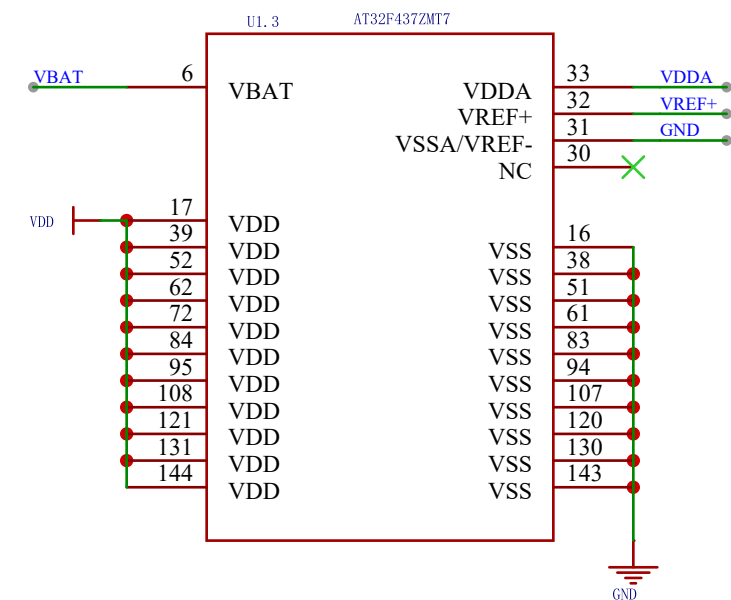 U1.3 AT32F437ZMT7
VBAT 6 VBAT VDDA 33 VDDA
VREF+ 32 VREF+
VSSA/VREF- 31 GND
NC 30
VDD 17 VDD
39 VDD VSS 16
52 VDD VSS 38
62 VDD VSS 51
72 VDD VSS 61
84 VDD VSS 83
95 VDD VSS 94
108 VDD VSS 107
121 VDD VSS 120
131 VDD VSS 130
144 VDD VSS 143
GND